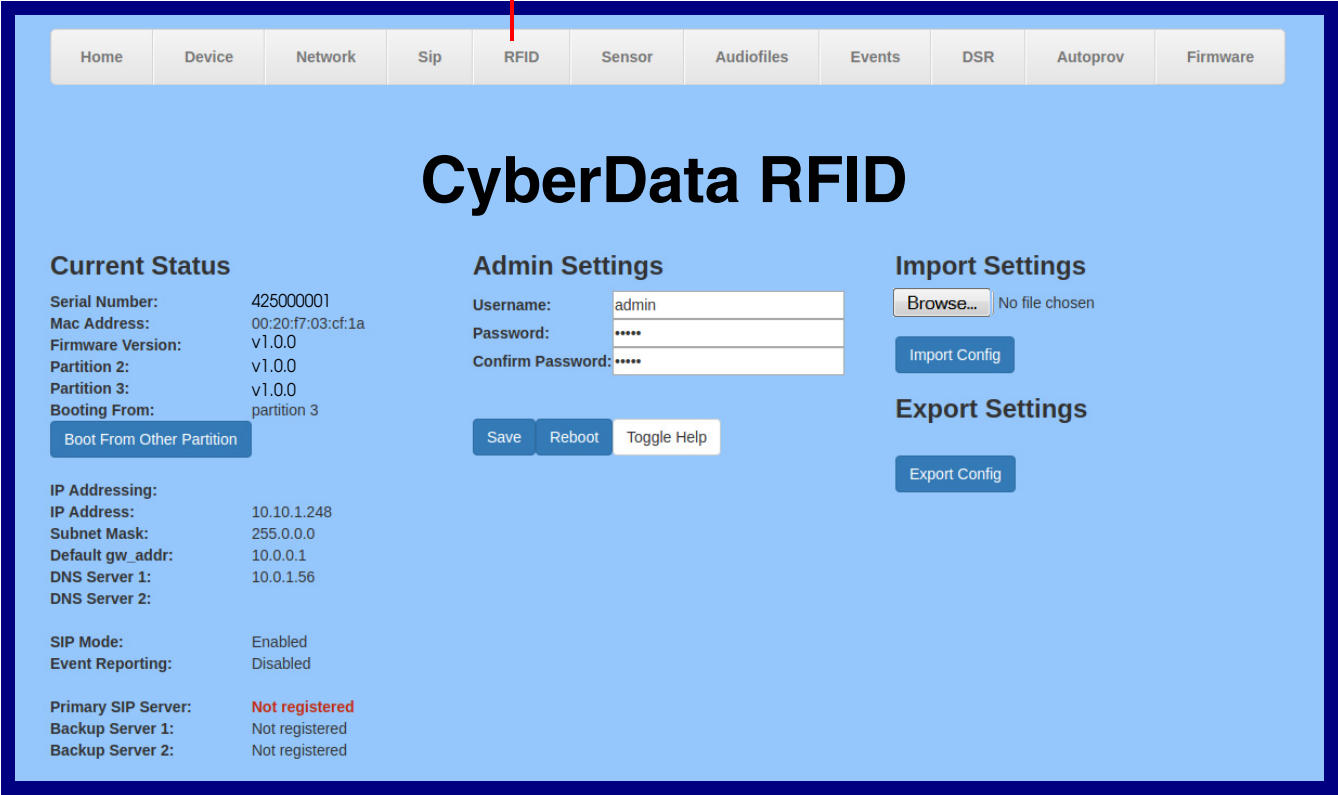 Home Device Network Sip RFID Sensor Audiofiles Events DSR Autoprov Firmware
CyberData RFID
Current Status
Serial Number: 425000001
Mac Address: 00:20:f7:03:cf:1a
Firmware Version: v1.0.0
Partition 2: v1.0.0
Partition 3: v1.0.0
Booting From: partition 3
Boot From Other Partition
IP Addressing:
IP Address: 10.10.1.248
Subnet Mask: 255.0.0.0
Default gw_addr: 10.0.0.1
DNS Server 1: 10.0.1.56
DNS Server 2:
SIP Mode: Enabled
Event Reporting: Disabled
Primary SIP Server: Not registered
Backup Server 1: Not registered
Backup Server 2: Not registered
Admin Settings
Username: admin
Password: •••••
Confirm Password: •••••
Save Reboot Toggle Help
Import Settings
Browse... No file chosen
Import Config
Export Settings
Export Config